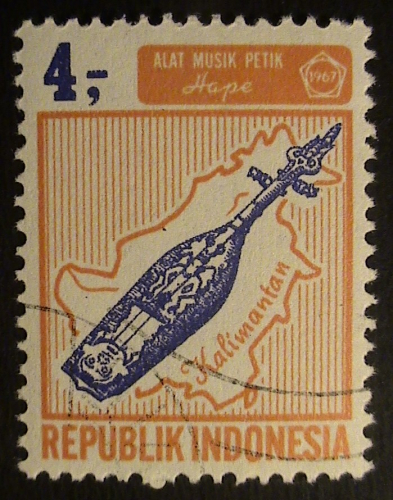 4,-
ALAT MUSIK PETIK
Hape
1967
Kalimantan
REPUBLIK INDONESIA